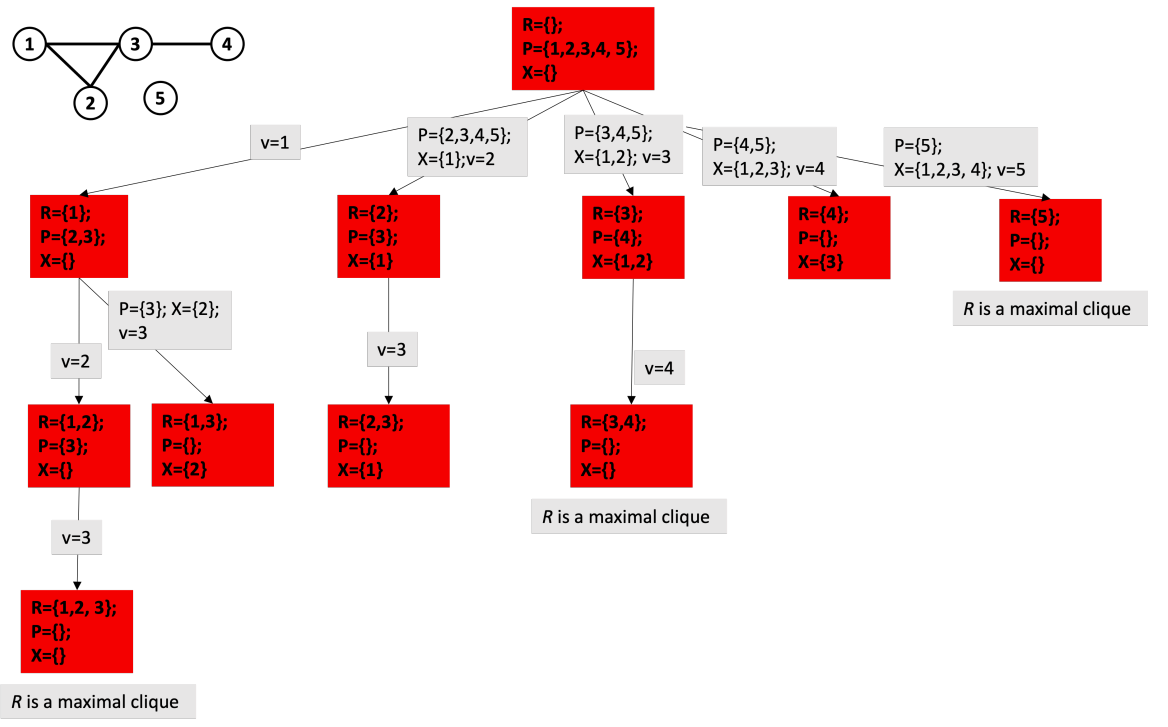 1
3
4
2
5
R={};
P={1,2,3,4, 5};
X={}
v=1
P={2,3,4,5};
X={1};v=2
P={3,4,5};
X={1,2}; v=3
P={4,5};
X={1,2,3}; v=4
P={5};
X={1,2,3, 4}; v=5
R={1};
P={2,3};
X={}
R={2};
P={3};
X={1}
R={3};
P={4};
X={1,2}
R={4};
P={};
X={3}
R={5};
P={};
X={}
R is a maximal clique
P={3}; X={2};
v=3
v=2
v=3
v=4
R={1,2};
P={3};
X={}
R={1,3};
P={};
X={2}
R={2,3};
P={};
X={1}
R={3,4};
P={};
X={}
R is a maximal clique
v=3
R={1,2, 3};
P={};
X={}
R is a maximal clique